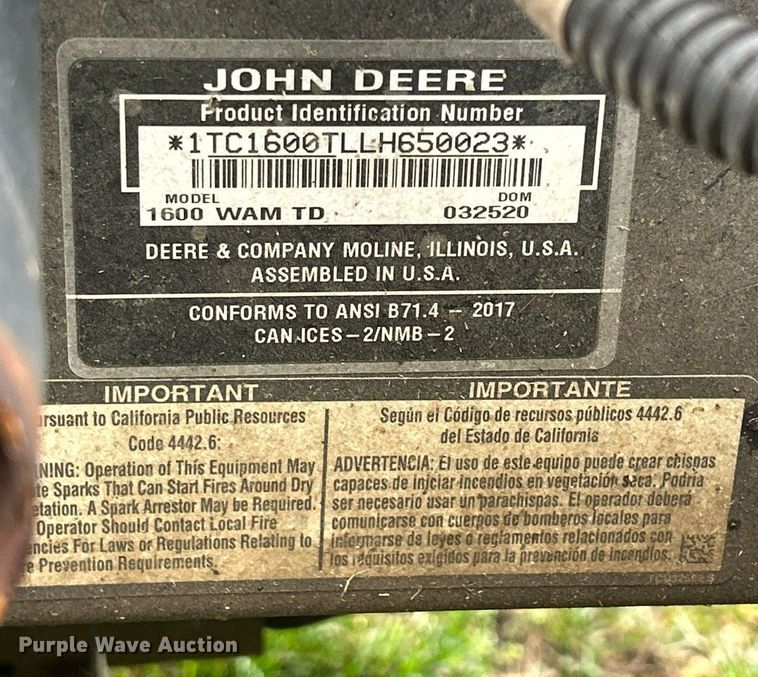 JOHN DEERE
Product Identification Number
*1TC1600TLLH650023*
MODEL DOM
1600 WAM TD 032520
DEERE & COMPANY MOLINE, ILLINOIS, U.S.A.
ASSEMBLED IN U.S.A.
CONFORMS TO ANSI B71.4 – 2017
CAN ICES–2/NMB–2
IMPORTANT
ursuant to California Public Resources
Code 4442.6:
NING: Operation of This Equipment May
te Sparks That Can Start Fires Around Dry
etation. A Spark Arrestor May be Required.
Operator Should Contact Local Fire
encies For Laws or Regulations Relating to
e Prevention Requirements.
IMPORTANTE
Según el Código de recursos públicos 4442.6
del Estado de California
ADVERTENCIA: El uso de este equipo puede crear chispas
capaces de iniciar incendios en vegetación seca. Podría
ser necesario usar un parachispas. El operador deberá
comunicarse con cuerpos de bomberos locales para
informarse de leyes o reglamentos relacionados con
los requisitos exigidos para la prevención de incendios.
Purple Wave Auction